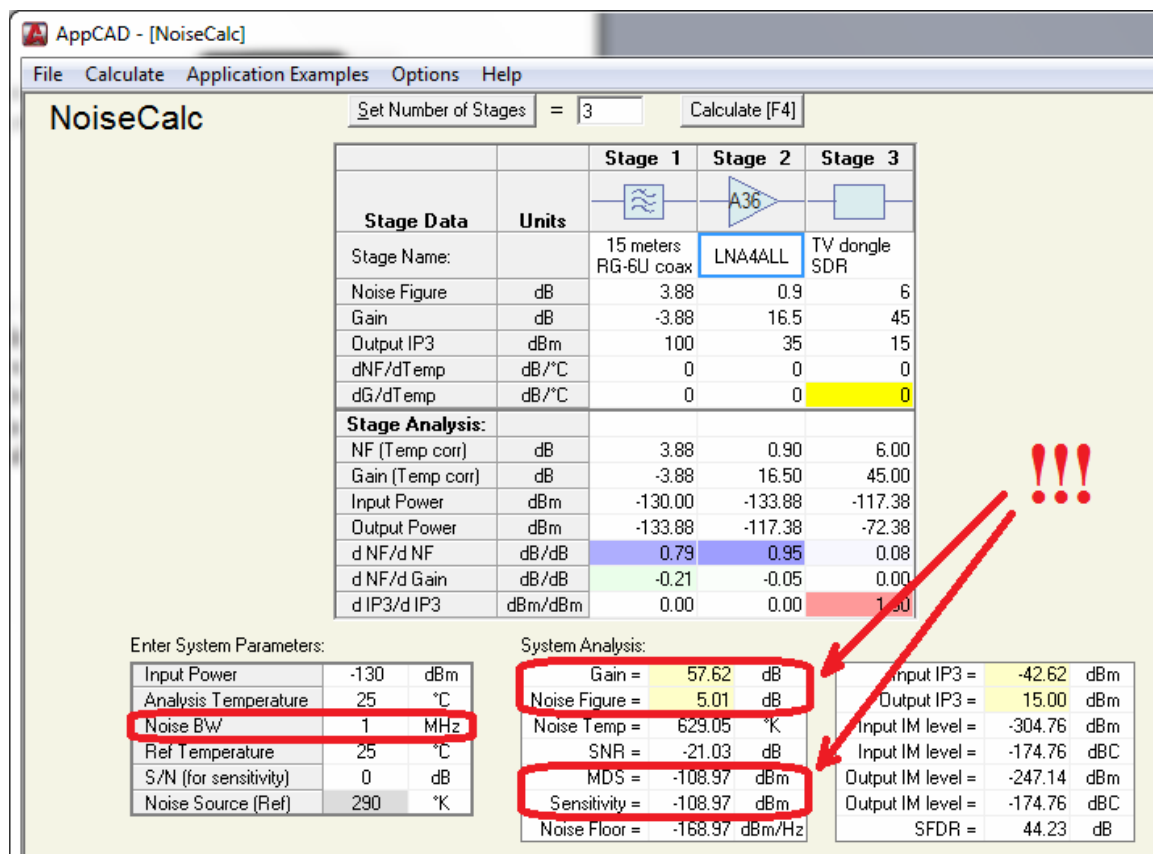 AppCAD - [NoiseCalc]
File Calculate Application Examples Options Help
NoiseCalc
Set Number of Stages = 3 Calculate [F4]
Stage 1 Stage 2 Stage 3
A36
Stage Data Units
Stage Name: 15 meters RG-6U coax LNA4ALL TV dongle SDR
Noise Figure dB 3.88 0.9 6
Gain dB -3.88 16.5 45
Output IP3 dBm 100 35 15
dNF/dTemp dB/°C 0 0 0
dG/dTemp dB/°C 0 0 0
Stage Analysis:
NF (Temp corr) dB 3.88 0.90 6.00
Gain (Temp corr) dB -3.88 16.50 45.00
Input Power dBm -130.00 -133.88 -117.38
Output Power dBm -133.88 -117.38 -72.38
d NF/d NF dB/dB 0.79 0.95 0.08
d NF/d Gain dB/dB -0.21 -0.05 0.00
d IP3/d IP3 dBm/dBm 0.00 0.00
!!!
Enter System Parameters:
Input Power -130 dBm
Analysis Temperature 25 °C
Noise BW 1 MHz
Ref Temperature 25 °C
S/N (for sensitivity) 0 dB
Noise Source (Ref) 290 °K
System Analysis:
Gain = 57.62 dB
Noise Figure = 5.01 dB
Noise Temp = 629.05 °K
SNR = -21.03 dB
MDS = -108.97 dBm
Sensitivity = -108.97 dBm
Noise Floor = -168.97 dBm/Hz
Input IP3 = -42.62 dBm
Output IP3 = 15.00 dBm
Input IM level = -304.76 dBm
Input IM level = -174.76 dBC
Output IM level = -247.14 dBm
Output IM level = -174.76 dBC
SFDR = 44.23 dB